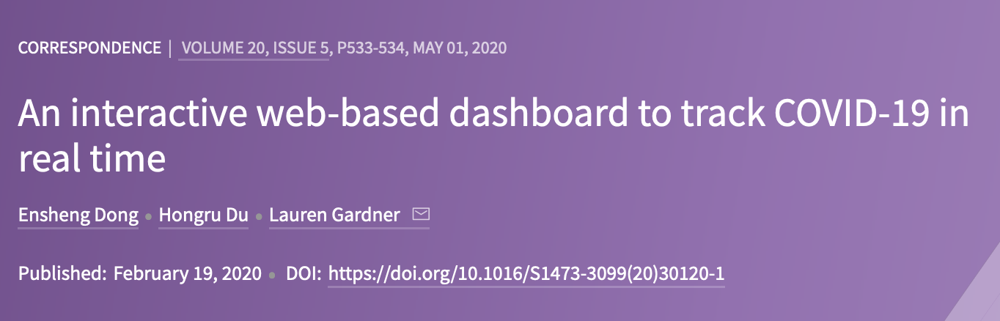 CORRESPONDENCE | VOLUME 20, ISSUE 5, P533-534, MAY 01, 2020
An interactive web-based dashboard to track COVID-19 in
real time
Ensheng Dong • Hongru Du • Lauren Gardner
Published: February 19, 2020 • DOI: https://doi.org/10.1016/S1473-3099(20)30120-1